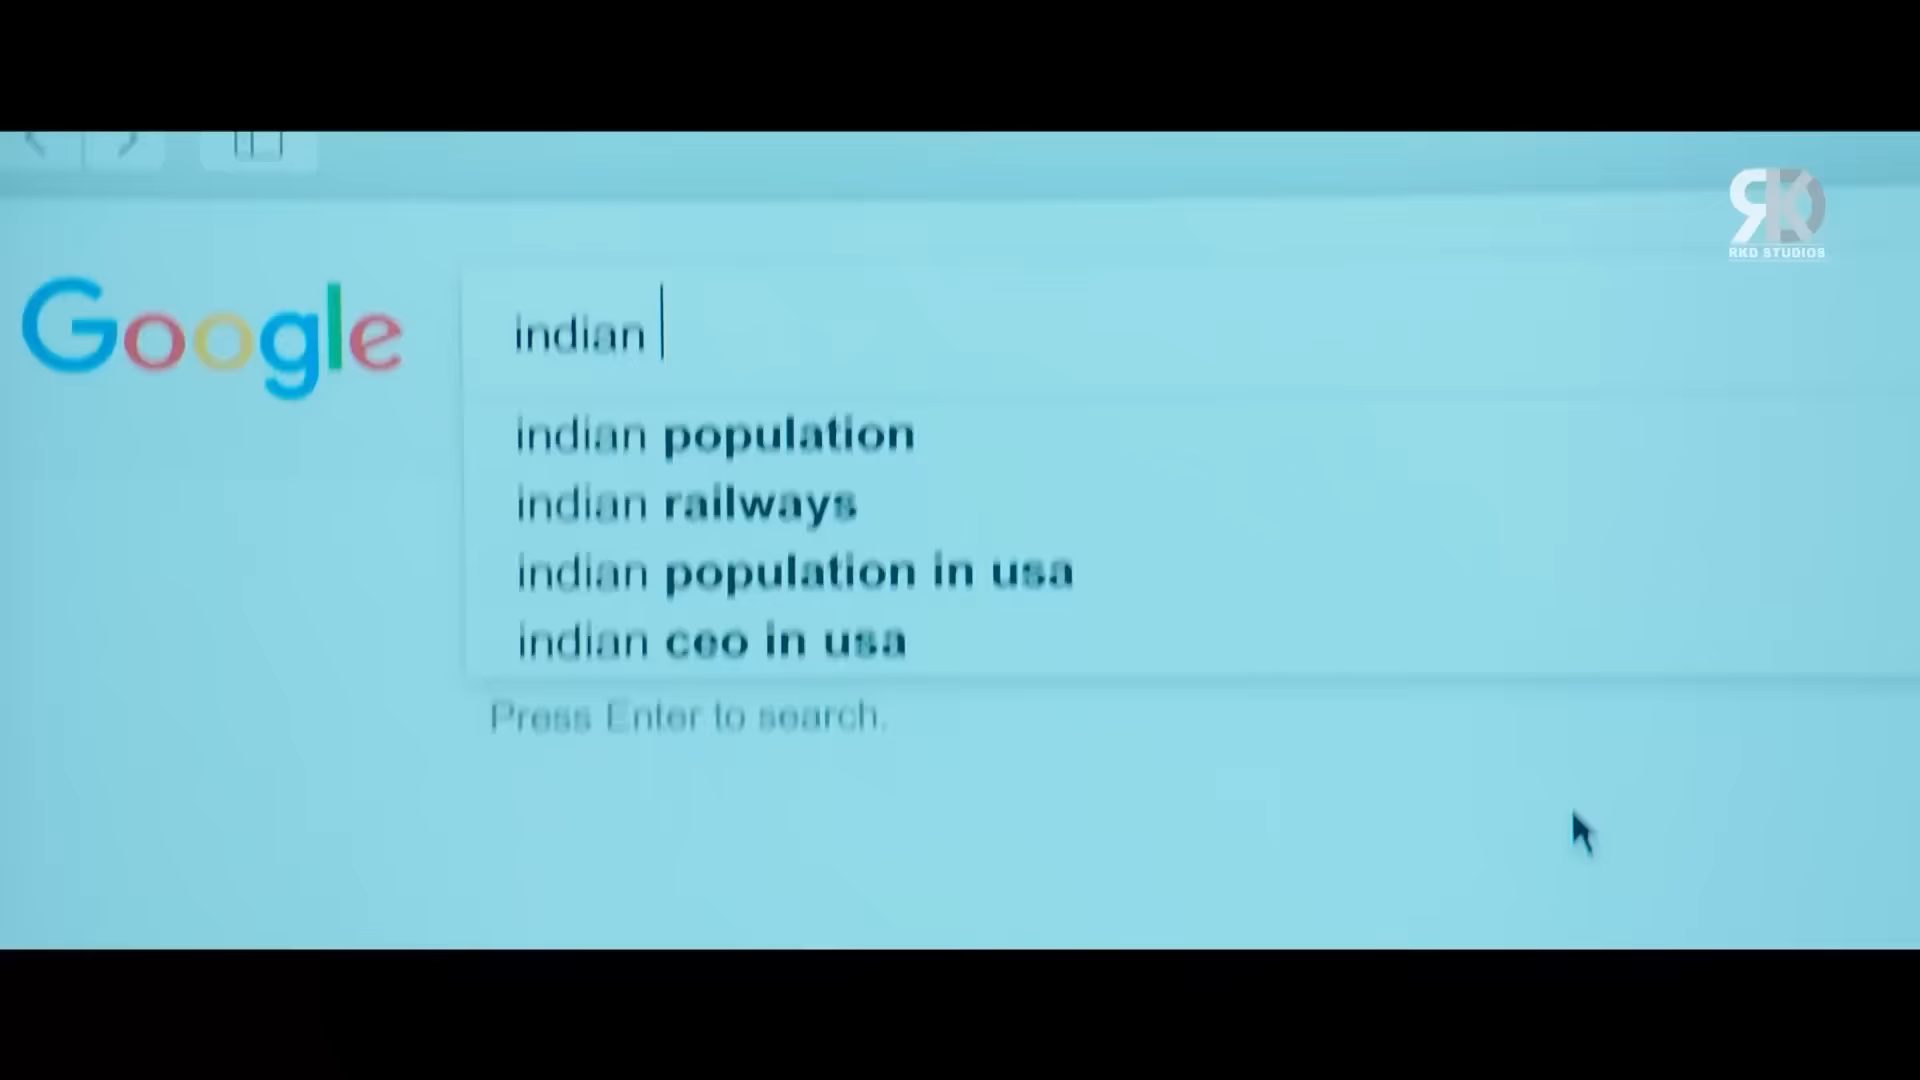 RKD STUDIOS
Google
indian
indian population
indian railways
indian population in usa
indian ceo in usa
Press Enter to search.